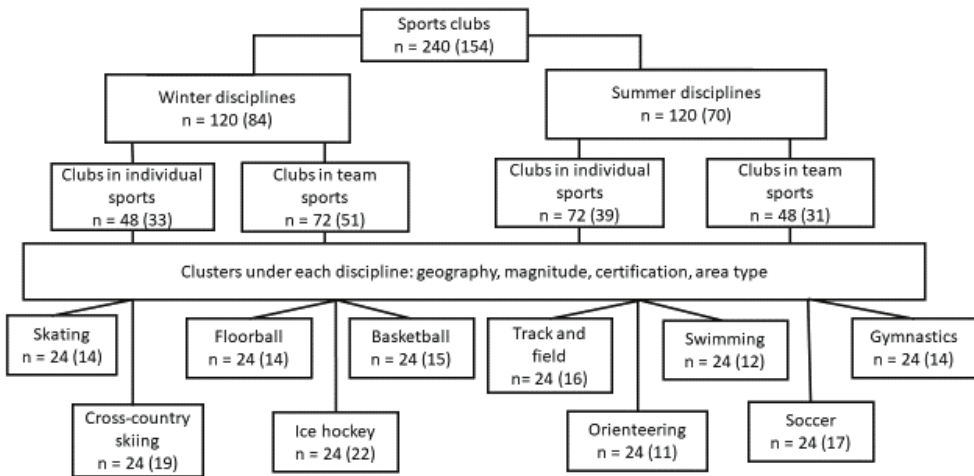 Sports clubs
n = 240 (154)
Winter disciplines
n = 120 (84)
Summer disciplines
n = 120 (70)
Clubs in individual
sports
n = 48 (33)
Clubs in team
sports
n = 72 (51)
Clubs in individual
sports
n = 72 (39)
Clubs in team
sports
n = 48 (31)
Clusters under each discipline: geography, magnitude, certification, area type
Skating
n = 24 (14)
Floorball
n = 24 (14)
Basketball
n = 24 (15)
Track and
field
n= 24 (16)
Swimming
n = 24 (12)
Gymnastics
n = 24 (14)
Cross-country
skiing
n = 24 (19)
Ice hockey
n = 24 (22)
Orienteering
n = 24 (11)
Soccer
n = 24 (17)